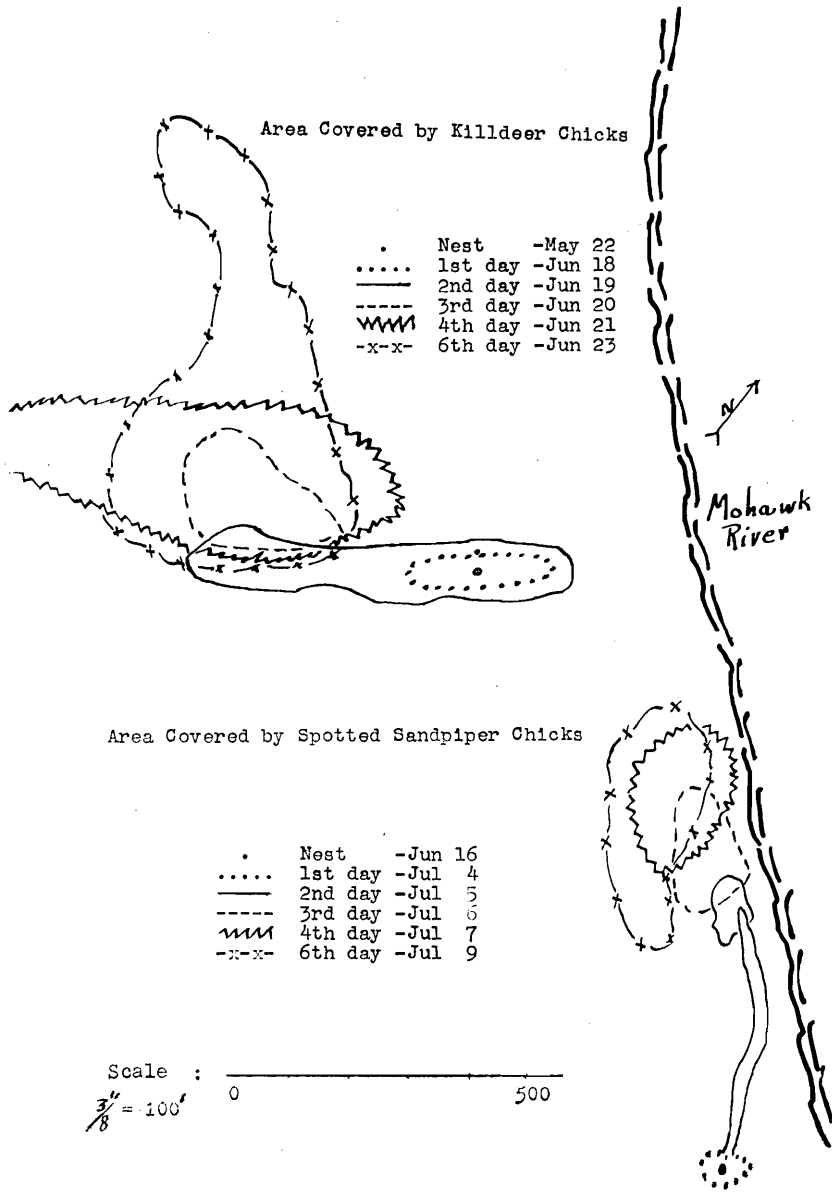 Area Covered by Killdeer Chicks
Nest -May 22
1st day -Jun 18
2nd day -Jun 19
3rd day -Jun 20
4th day -Jun 21
-x-x- 6th day -Jun 23
N
Mohawk
River
Area Covered by Spotted Sandpiper Chicks
Nest -Jun 16
1st day -Jul 4
2nd day -Jul 5
3rd day -Jul 6
4th day -Jul 7
-x-x- 6th day -Jul 9
Scale :
0 500
3/8" = 100'